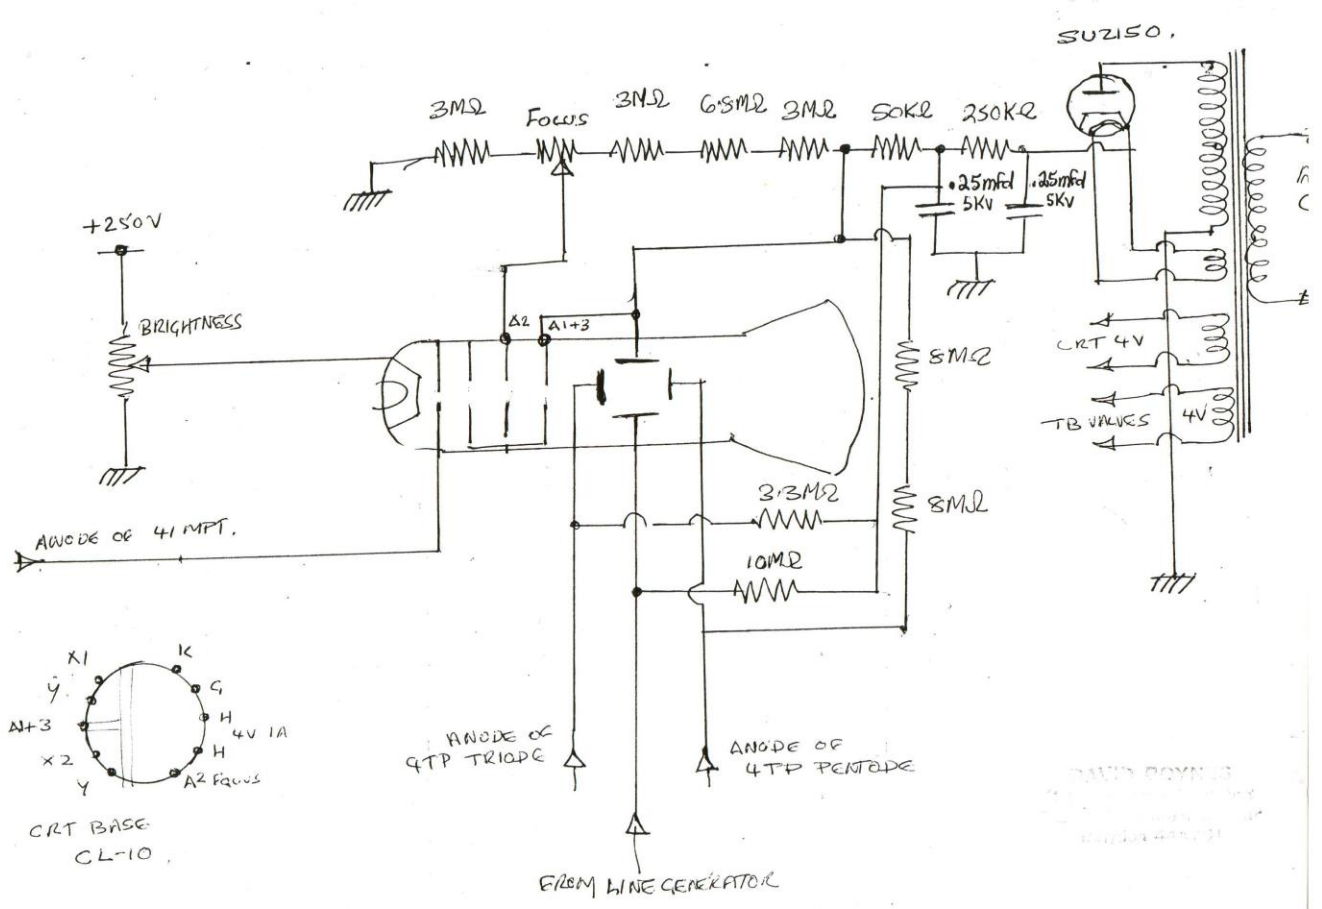 SU2150.
3MΩ
Focus
3MΩ
6.8MΩ
3MΩ
50KΩ
250KΩ
.25mfd
5Kv
.25mfd
5Kv
+250V
BRIGHTNESS
A2
A1+3
CRT 4V
TB VALVES 4V
8MΩ
8MΩ
3.3MΩ
10MΩ
ANODE OF 41 MPT.
X1
Y
A1+3
X2
Y
K
G
H
4V 1A
H
A2 FOCUS
CRT BASE
CL-10.
ANODE OF
4TP TRIODE
ANODE OF
4TP PENTODE
FROM LINE GENERATOR